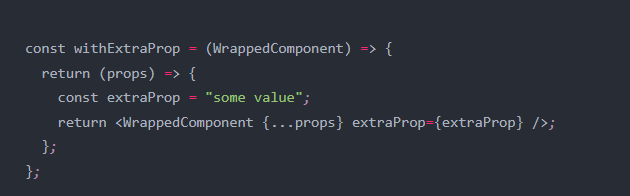 const withExtraProp = (WrappedComponent) => {
  return (props) => {
    const extraProp = "some value";
    return <WrappedComponent {...props} extraProp={extraProp} />;
  };
};